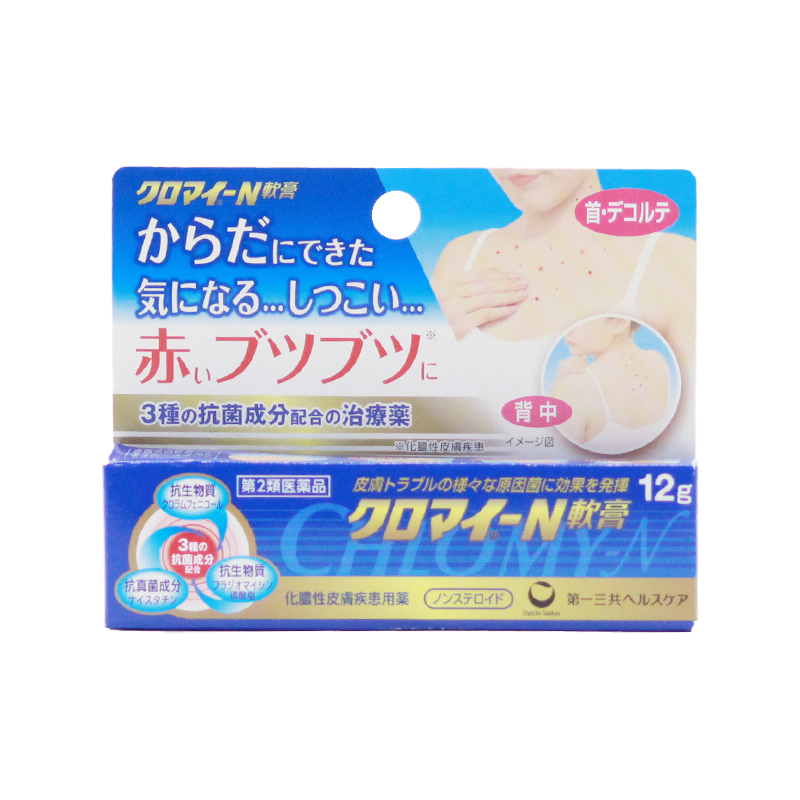 クロマイ-N軟膏
からだにできた
気になる…しつこい…
赤いブツブツ※に
3種の抗菌成分配合の治療薬
※化膿性皮膚疾患
首・デコルテ
背中
イメージ図
抗生物質
クロラムフェニコール
3種の
抗菌成分
配合
抗真菌成分
ナイスタチン
抗生物質
フラジオマイシン
硫酸塩
第2類医薬品
皮膚トラブルの様々な原因菌に効果を発揮
12g
クロマイ-N軟膏
CHLOMY-N
化膿性皮膚疾患用薬
ノンステロイド
Daiichi-Sankyo
第一三共ヘルスケア